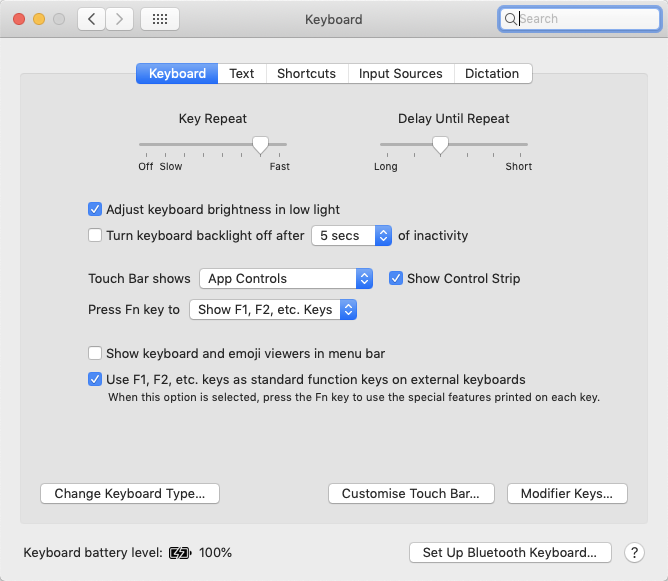 Keyboard
Search
Keyboard Text Shortcuts Input Sources Dictation
Key Repeat Delay Until Repeat
Off Slow Fast Long Short
Adjust keyboard brightness in low light
Turn keyboard backlight off after 5 secs of inactivity
Touch Bar shows App Controls Show Control Strip
Press Fn key to Show F1, F2, etc. Keys
Show keyboard and emoji viewers in menu bar
Use F1, F2, etc. keys as standard function keys on external keyboards
When this option is selected, press the Fn key to use the special features printed on each key.
Change Keyboard Type... Customise Touch Bar... Modifier Keys...
Keyboard battery level: 100% Set Up Bluetooth Keyboard... ?